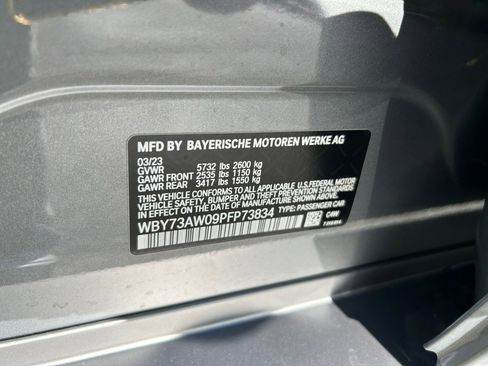 MFD BY BAYERISCHE MOTOREN WERKE AG
03/23
GVWR 5732 lbs 2600 kg
GAWR FRONT 2535 lbs 1150 kg
GAWR REAR 3417 lbs 1550 kg
THIS VEHICLE CONFORMS TO ALL APPLICABLE U.S.FEDERAL MOTOR
VEHICLE SAFETY, BUMPER, AND THEFT PREVENTION STANDARDS
IN EFFECT ON THE DATE OF MANUFACTURE SHOWN ABOVE.
WBY73AW09PFP73834 TYPE: PASSENGER CAR
C4W